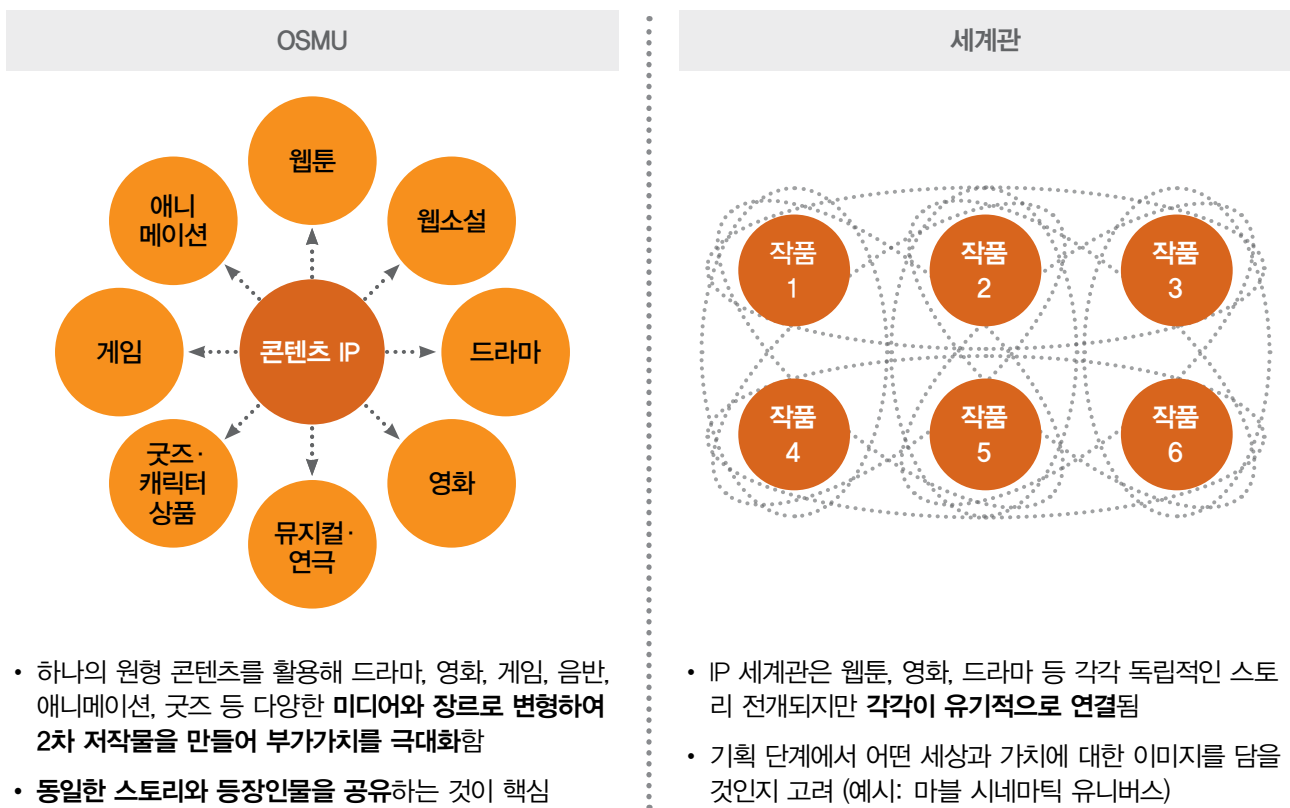 OSMU
웹툰
애니
메이션
웹소설
게임
콘텐츠 IP
드라마
굿즈·
캐릭터
상품
영화
뮤지컬·
연극
• 하나의 원형 콘텐츠를 활용해 드라마, 영화, 게임, 음반,
애니메이션, 굿즈 등 다양한 미디어와 장르로 변형하여
2차 저작물을 만들어 부가가치를 극대화함
• 동일한 스토리와 등장인물을 공유하는 것이 핵심
세계관
작품
1
작품
2
작품
3
작품
4
작품
5
작품
6
• IP 세계관은 웹툰, 영화, 드라마 등 각각 독립적인 스토
리 전개되지만 각각이 유기적으로 연결됨
• 기획 단계에서 어떤 세상과 가치에 대한 이미지를 담을
것인지 고려 (예시: 마블 시네마틱 유니버스)